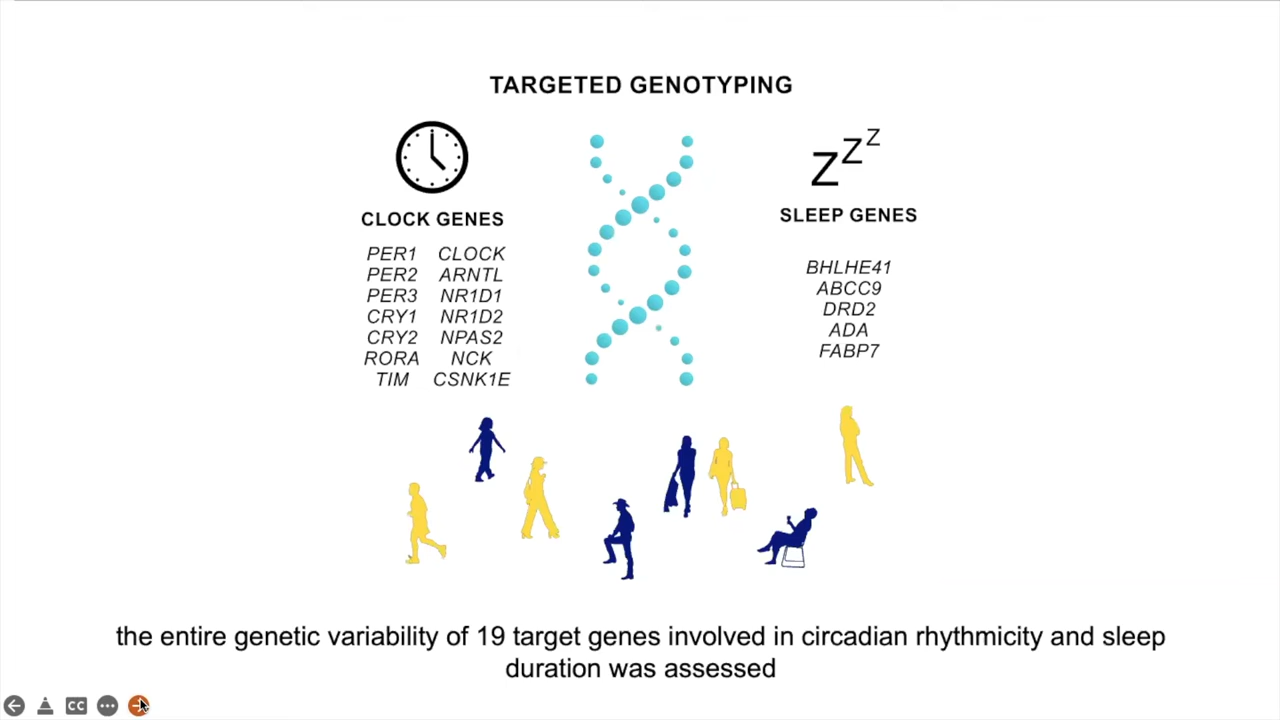 TARGETED GENOTYPING
CLOCK GENES
PER1 CLOCK
PER2 ARNTL
PER3 NR1D1
CRY1 NR1D2
CRY2 NPAS2
RORA NCK
TIM CSNK1E
Z Z Z
SLEEP GENES
BHLHE41
ABCC9
DRD2
ADA
FABP7
the entire genetic variability of 19 target genes involved in circadian rhythmicity and sleep
duration was assessed
CC